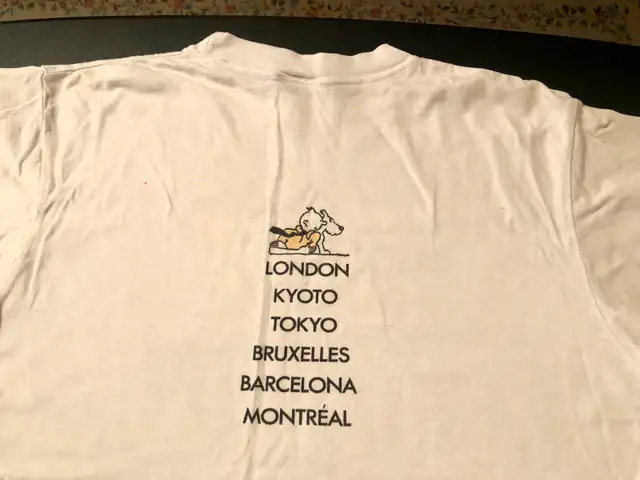 LONDON
KYOTO
TOKYO
BRUXELLES
BARCELONA
MONTRÉAL